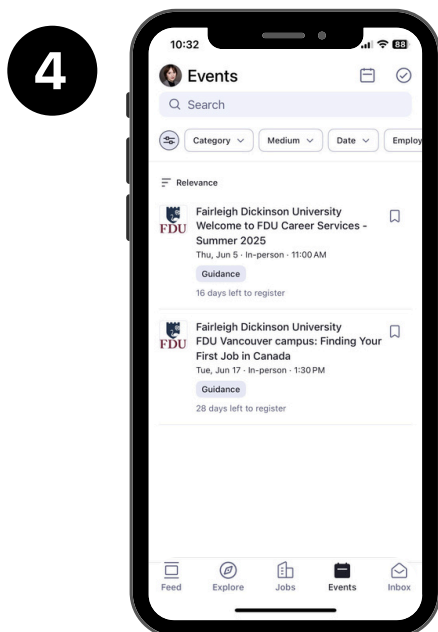 4
10:32
88
Events
Search
Category
Medium
Date
Employ
Relevance
FDU
Fairleigh Dickinson University
Welcome to FDU Career Services -
Summer 2025
Thu, Jun 5 · In-person · 11:00 AM
Guidance
16 days left to register
FDU
Fairleigh Dickinson University
FDU Vancouver campus: Finding Your
First Job in Canada
Tue, Jun 17 · In-person · 1:30 PM
Guidance
28 days left to register
Feed
Explore
Jobs
Events
Inbox